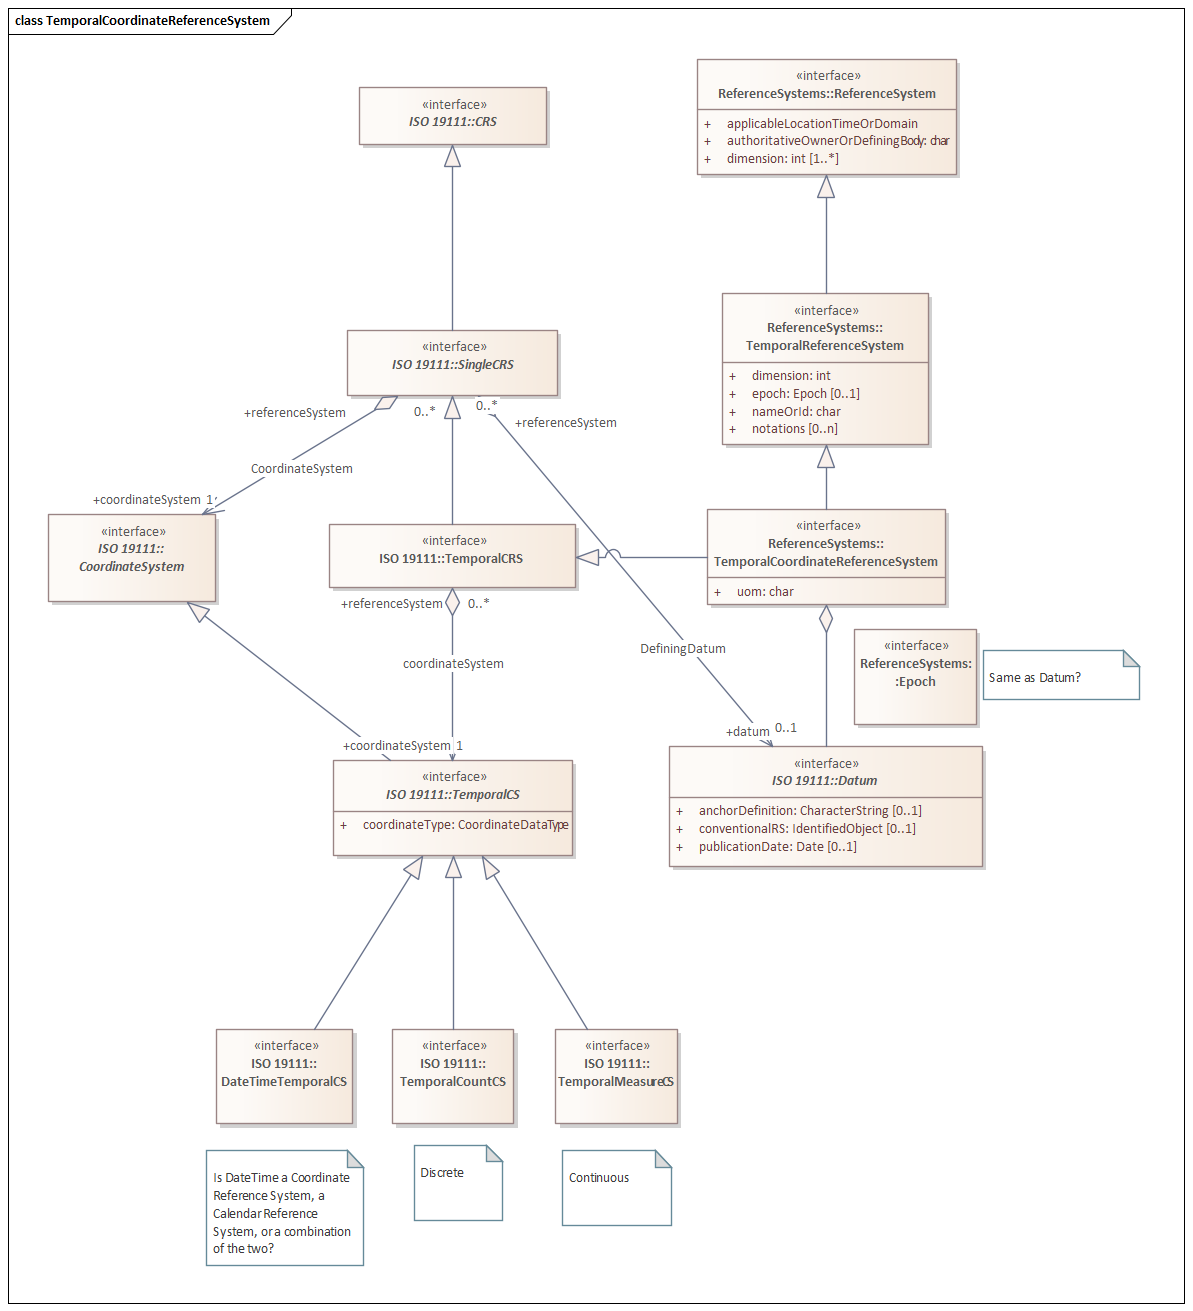 class TemporalCoordinateReferenceSystem
«interface»
ISO 19111::CRS
«interface»
ReferenceSystems::ReferenceSystem
+ applicableLocationTimeOrDomain
+ authoritativeOwnerOrDefiningBody: char
+ dimension: int [1..*]
«interface»
ReferenceSystems::
TemporalReferenceSystem
+ dimension: int
+ epoch: Epoch [0..1]
+ nameOrId: char
+ notations [0..n]
«interface»
ISO 19111::SingleCRS
+referenceSystem
0..*
0..*
+referenceSystem
CoordinateSystem
+coordinateSystem 1
«interface»
ISO 19111::
CoordinateSystem
«interface»
ISO 19111::TemporalCRS
«interface»
ReferenceSystems::
TemporalCoordinateReferenceSystem
+ uom: char
+referenceSystem
0..*
coordinateSystem
DefiningDatum
«interface»
ReferenceSystems:
:Epoch
Same as Datum?
+coordinateSystem 1
+datum 0..1
«interface»
ISO 19111::TemporalCS
+ coordinateType: CoordinateDataType
«interface»
ISO 19111::Datum
+ anchorDefinition: CharacterString [0..1]
+ conventionalRS: IdentifiedObject [0..1]
+ publicationDate: Date [0..1]
«interface»
ISO 19111::
DateTimeTemporalCS
«interface»
ISO 19111::
TemporalCountCS
«interface»
ISO 19111::
TemporalMeasureCS
Is DateTime a Coordinate
Reference System, a
Calendar Reference
System, or a combination
of the two?
Discrete
Continuous